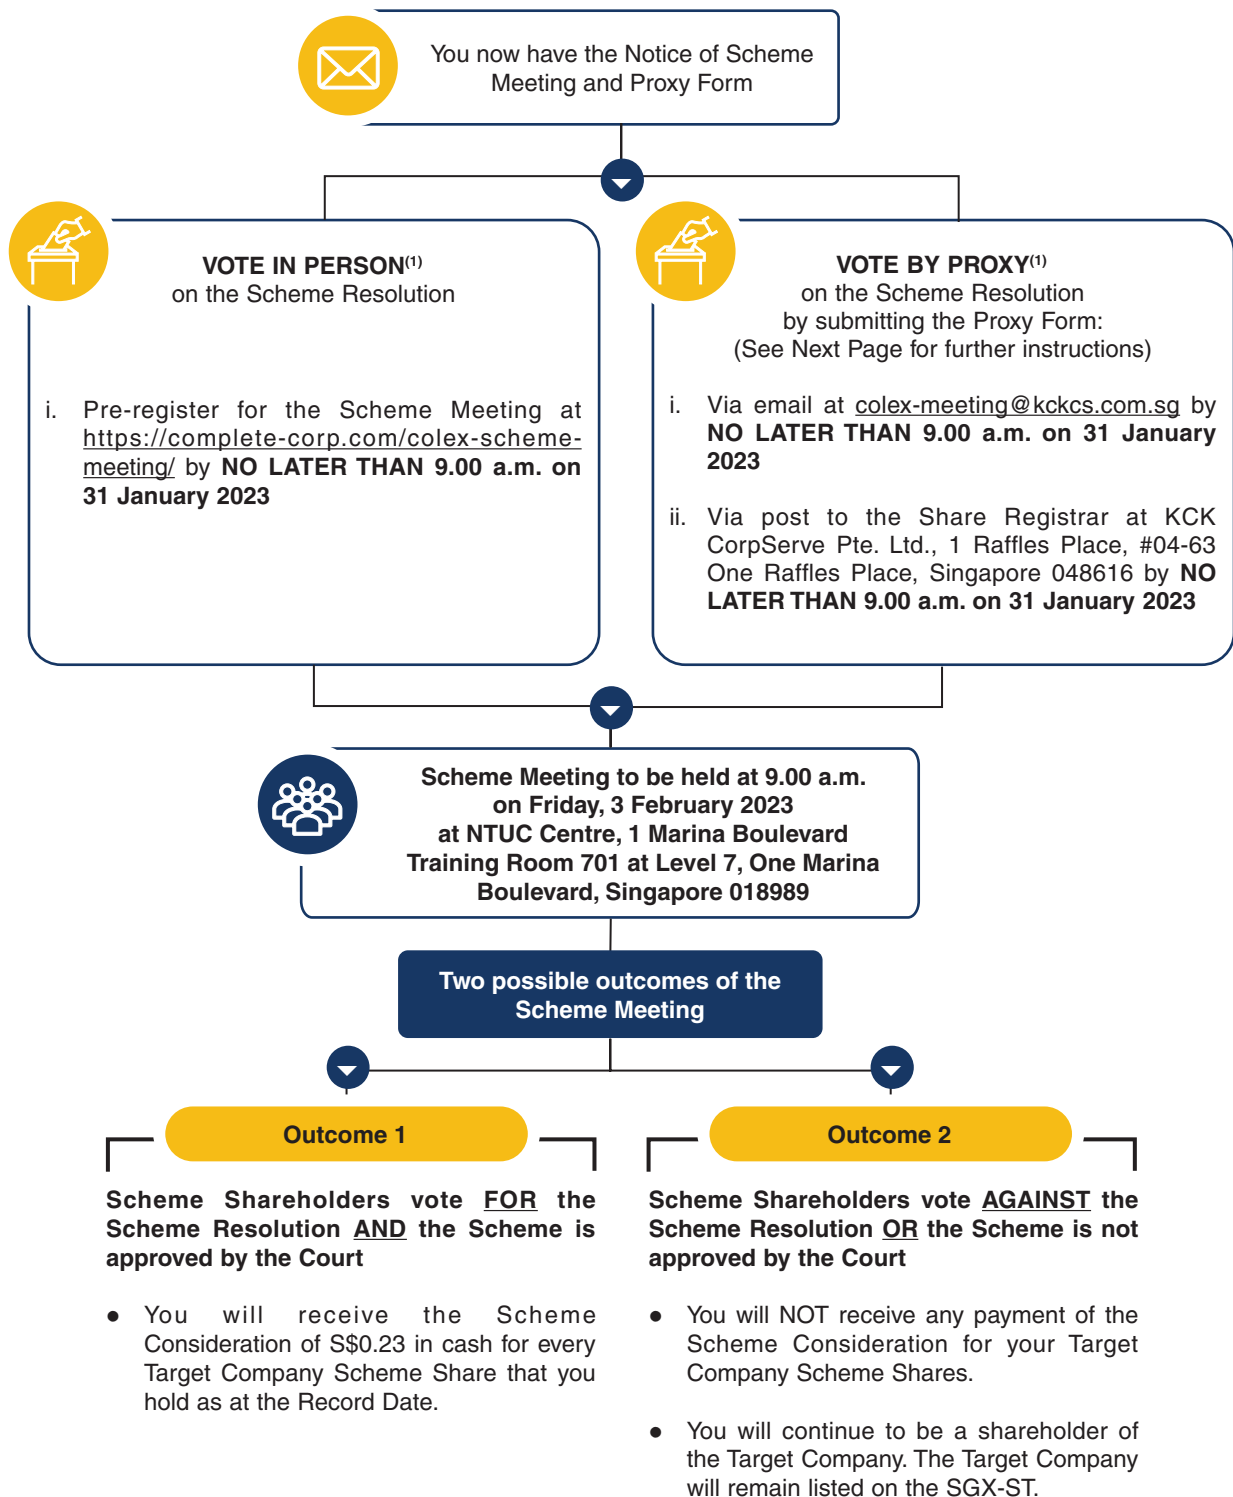 You now have the Notice of Scheme
Meeting and Proxy Form
VOTE IN PERSON(1)
on the Scheme Resolution
i. Pre-register for the Scheme Meeting at
https://complete-corp.com/colex-scheme-
meeting/ by NO LATER THAN 9.00 a.m. on
31 January 2023
VOTE BY PROXY(1)
on the Scheme Resolution
by submitting the Proxy Form:
(See Next Page for further instructions)
i. Via email at colex-meeting@kckcs.com.sg by
NO LATER THAN 9.00 a.m. on 31 January
2023
ii. Via post to the Share Registrar at KCK
CorpServe Pte. Ltd., 1 Raffles Place, #04-63
One Raffles Place, Singapore 048616 by NO
LATER THAN 9.00 a.m. on 31 January 2023
Scheme Meeting to be held at 9.00 a.m.
on Friday, 3 February 2023
at NTUC Centre, 1 Marina Boulevard
Training Room 701 at Level 7, One Marina
Boulevard, Singapore 018989
Two possible outcomes of the
Scheme Meeting
Outcome 1
Scheme Shareholders vote FOR the
Scheme Resolution AND the Scheme is
approved by the Court
● You will receive the Scheme
Consideration of S$0.23 in cash for every
Target Company Scheme Share that you
hold as at the Record Date.
Outcome 2
Scheme Shareholders vote AGAINST the
Scheme Resolution OR the Scheme is not
approved by the Court
● You will NOT receive any payment of the
Scheme Consideration for your Target
Company Scheme Shares.
● You will continue to be a shareholder of
the Target Company. The Target Company
will remain listed on the SGX-ST.